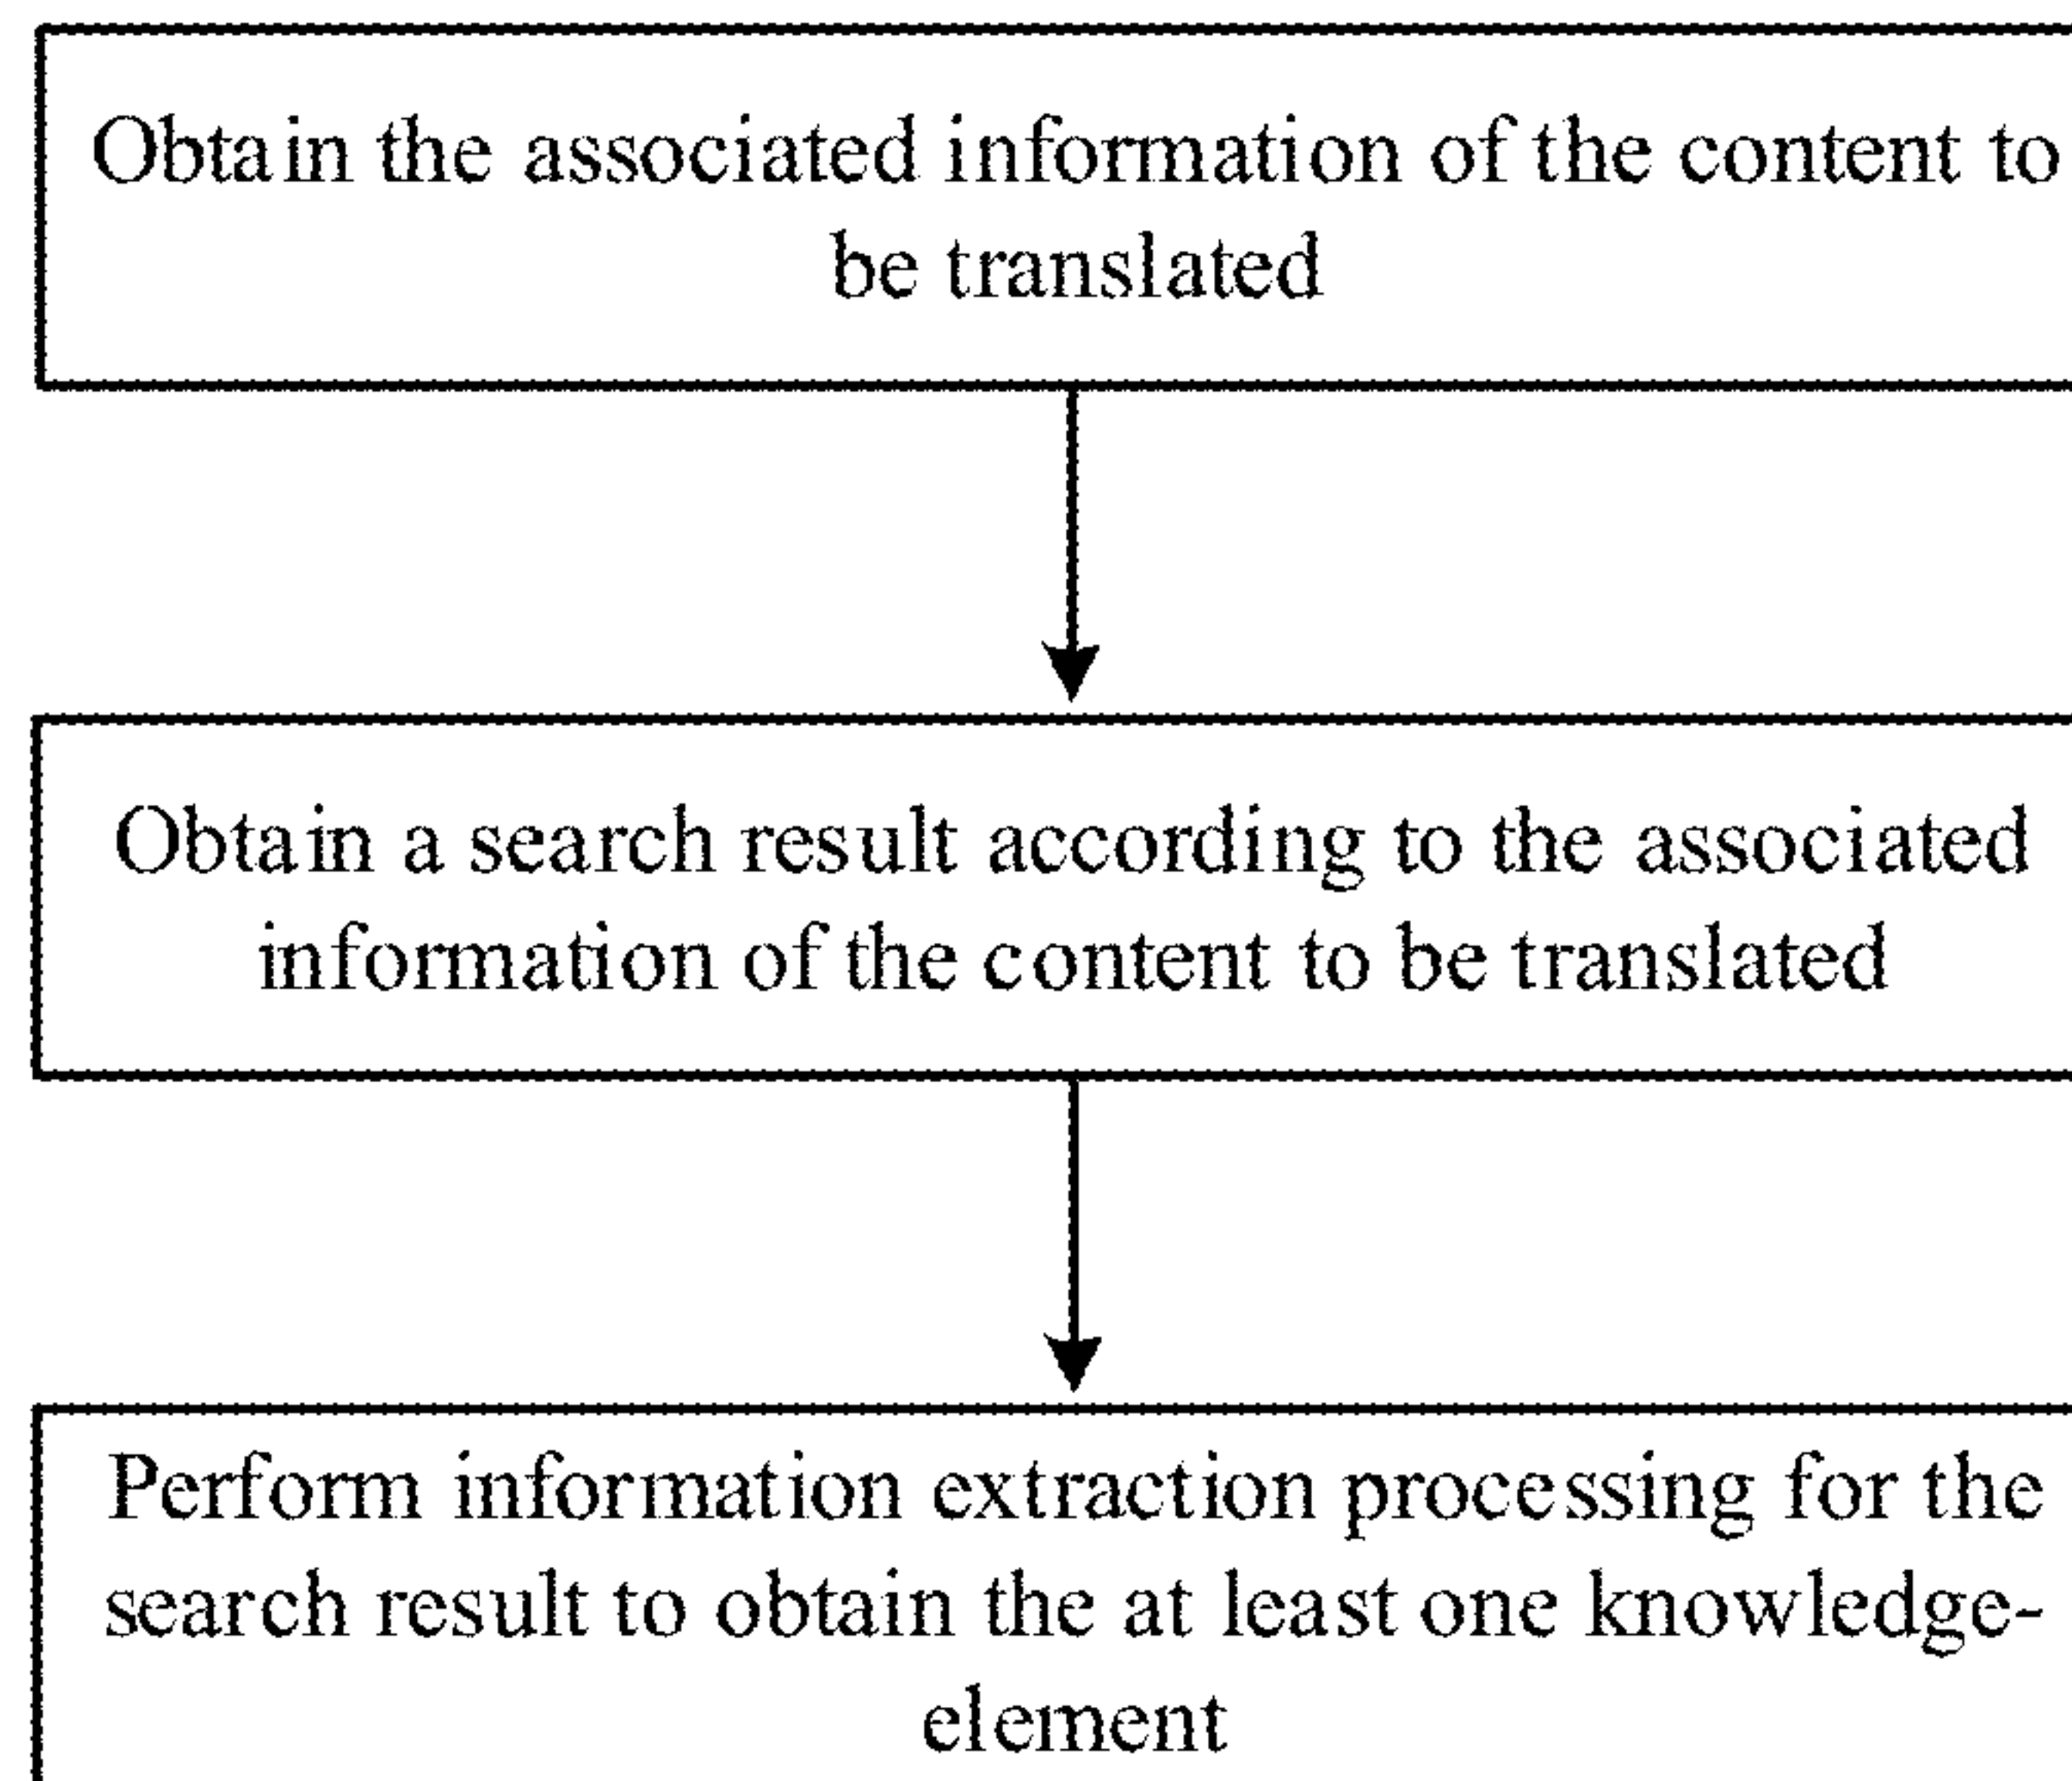 Obtain the associated information of the content to
be translated
Obtain a search result according to the associated
information of the content to be translated
Perform information extraction processing for the
search result to obtain the at least one knowledge-
element